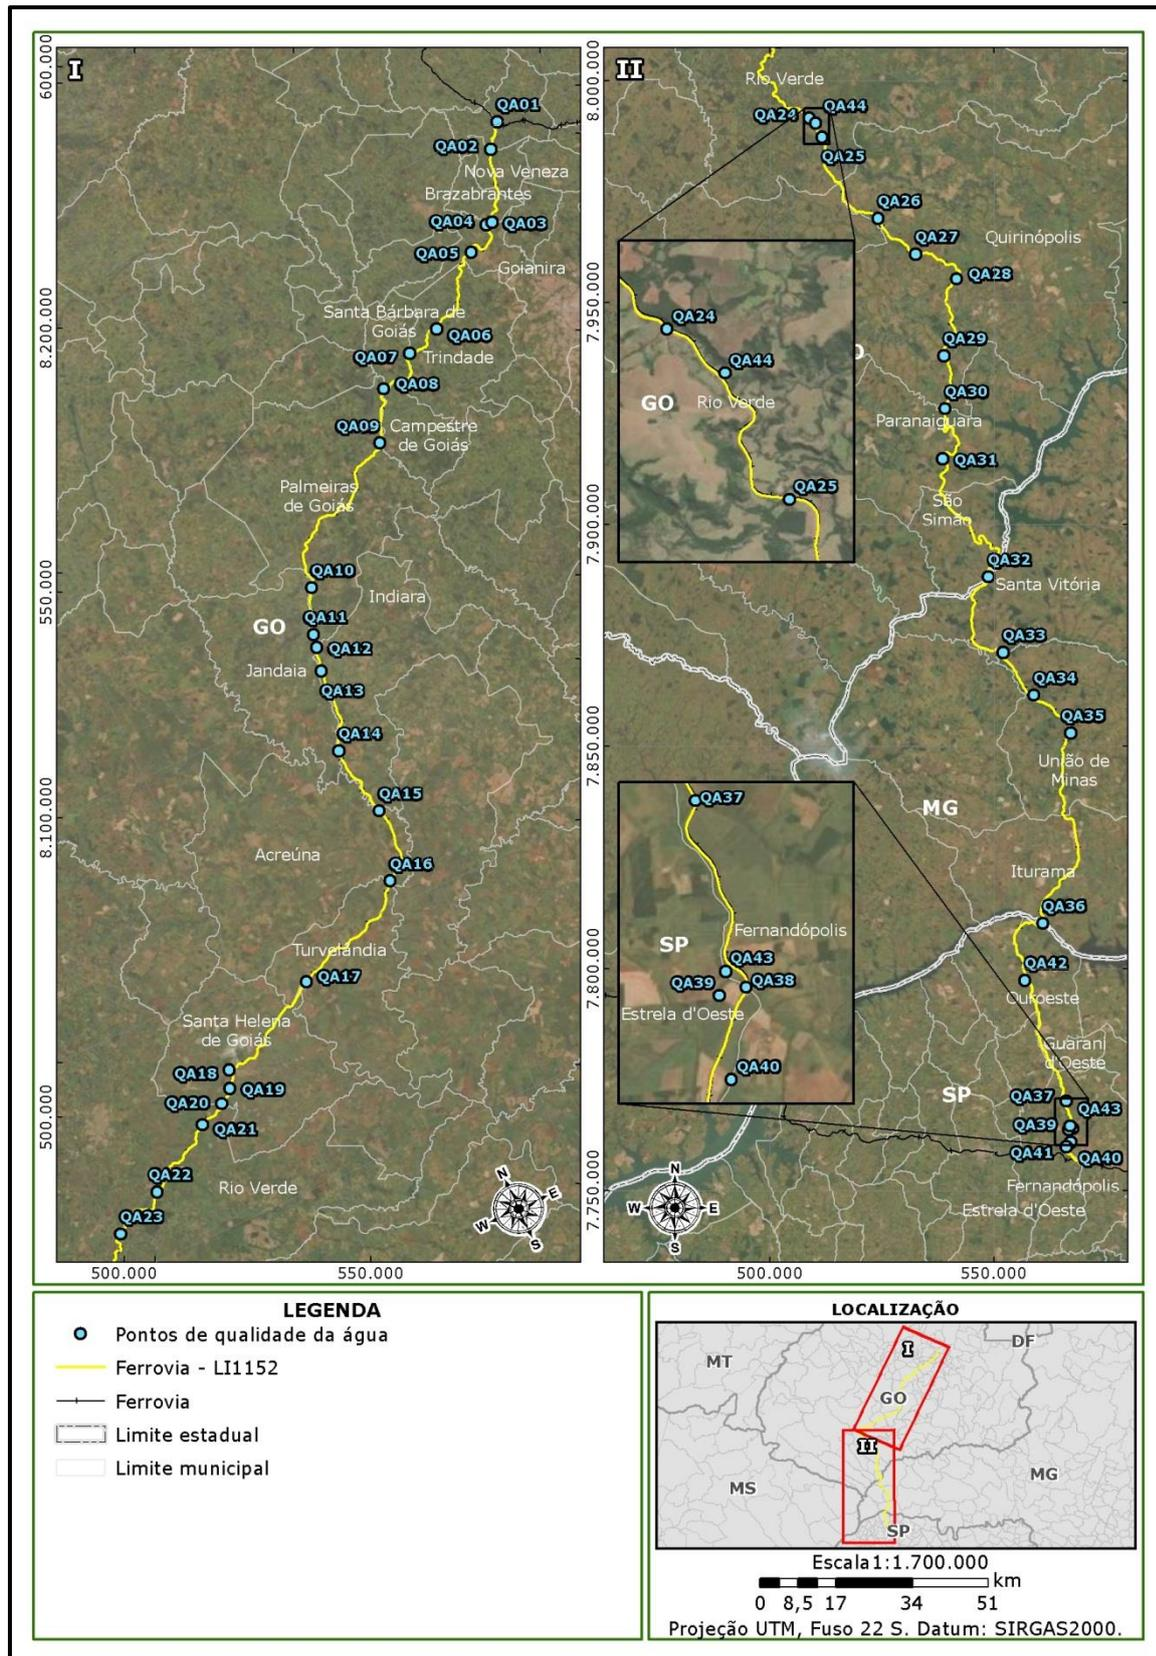 I
600.000
QA01
QA02
Nova Veneza
Brazabrantes
QA04
QA03
QA05
Goianira
Santa Bárbara de
Goiás
8.200.000
QA06
QA07
Trindade
QA08
QA09
Campestre
de Goiás
Palmeiras
de Goiás
550.000
QA10
Indiara
GO
QA11
QA12
Jandaia
QA13
QA14
8.100.000
QA15
Acreúna
QA16
Turvelândia
QA17
Santa Helena
de Goiás
QA18
QA19
QA20
500.000
QA21
QA22
Rio Verde
QA23
N
E
W
S
500.000
550.000
II
8.000.000
Rio Verde
QA24
QA44
QA25
QA26
QA27
Quirinópolis
QA28
7.950.000
QA24
QA29
QA44
GO
Rio Verde
QA30
Paranaiguara
QA31
QA25
São
Simão
7.900.000
QA32
Santa Vitória
QA33
QA34
QA35
7.850.000
União de
Minas
QA37
MG
Iturama
QA36
SP
Fernandópolis
QA43
QA39
QA38
Estrela d'Oeste
7.800.000
QA42
Ouroeste
Guarani
d'Oeste
QA40
SP
QA37
QA43
QA39
QA41
QA40
Fernandópolis
Estrela d'Oeste
7.750.000
N
W
E
S
500.000
550.000
LEGENDA
Pontos de qualidade da água
Ferrovia - LI1152
Ferrovia
Limite estadual
Limite municipal
LOCALIZAÇÃO
I
DF
MT
GO
II
MS
MG
SP
Escala1:1.700.000
km
0 8,5 17 34 51
Projeção UTM, Fuso 22 S. Datum: SIRGAS2000.